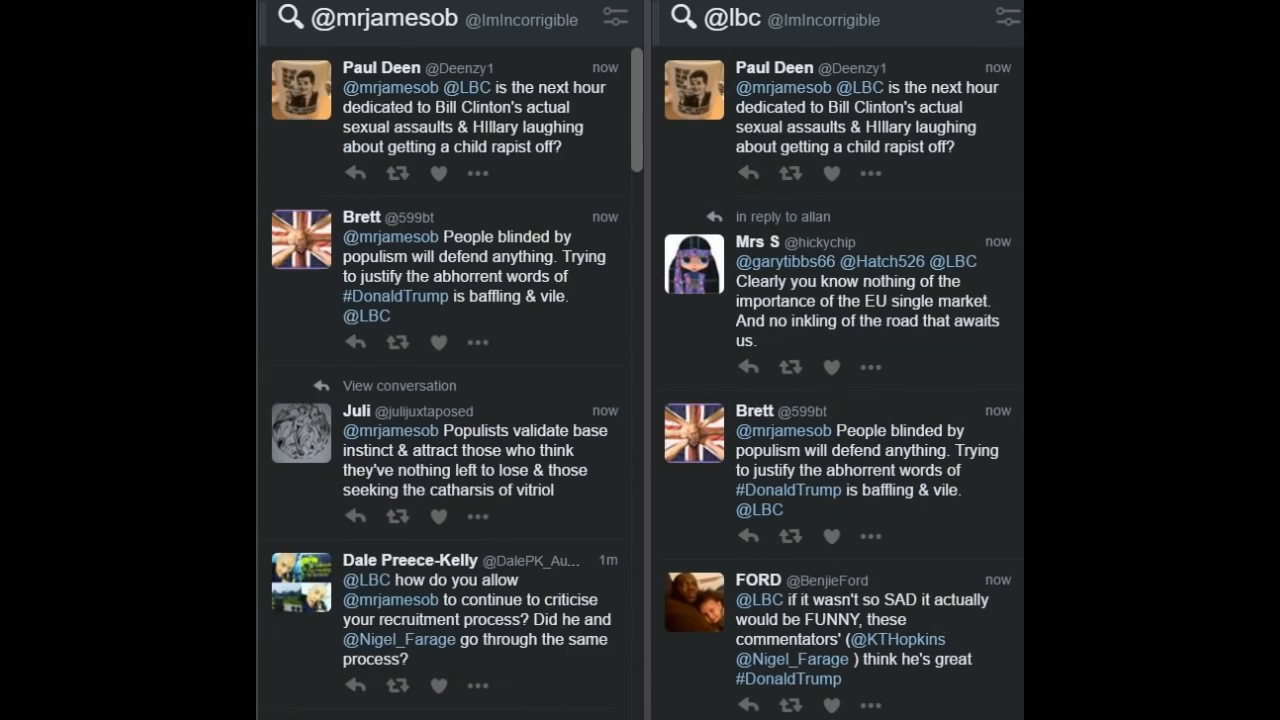 @mrjamesob @ImIncorrigible
Paul Deen @Deenzy1 now
@mrjamesob @LBC is the next hour
dedicated to Bill Clinton's actual
sexual assaults & HIllary laughing
about getting a child rapist off?
Brett @599bt now
@mrjamesob People blinded by
populism will defend anything. Trying
to justify the abhorrent words of
#DonaldTrump is baffling & vile.
@LBC
View conversation
Juli @julijuxtaposed now
@mrjamesob Populists validate base
instinct & attract those who think
they've nothing left to lose & those
seeking the catharsis of vitriol
Dale Preece-Kelly @DalePK_Au... 1m
@LBC how do you allow
@mrjamesob to continue to criticise
your recruitment process? Did he and
@Nigel_Farage go through the same
process?
@lbc @ImIncorrigible
Paul Deen @Deenzy1 now
@mrjamesob @LBC is the next hour
dedicated to Bill Clinton's actual
sexual assaults & HIllary laughing
about getting a child rapist off?
in reply to allan
Mrs S @hickychip now
@garytibbs66 @Hatch526 @LBC
Clearly you know nothing of the
importance of the EU single market.
And no inkling of the road that awaits
us.
Brett @599bt now
@mrjamesob People blinded by
populism will defend anything. Trying
to justify the abhorrent words of
#DonaldTrump is baffling & vile.
@LBC
FORD @BenjieFord now
@LBC if it wasn't so SAD it actually
would be FUNNY, these
commentators' (@KTHopkins
@Nigel_Farage ) think he's great
#DonaldTrump